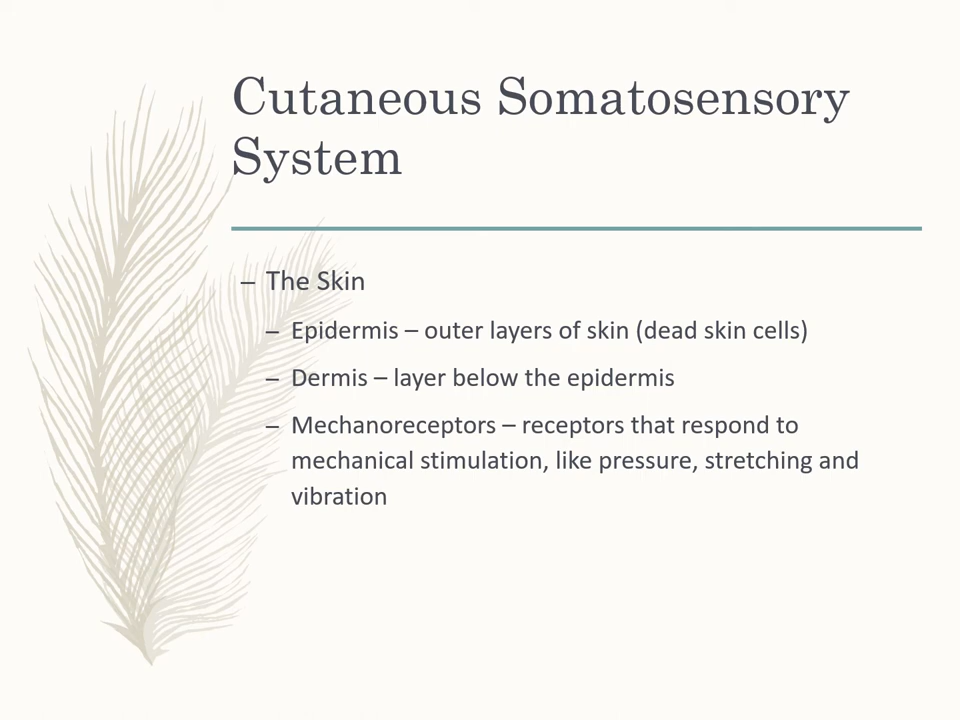 Cutaneous Somatosensory
System
– The Skin
– Epidermis – outer layers of skin (dead skin cells)
– Dermis – layer below the epidermis
– Mechanoreceptors – receptors that respond to
mechanical stimulation, like pressure, stretching and
vibration